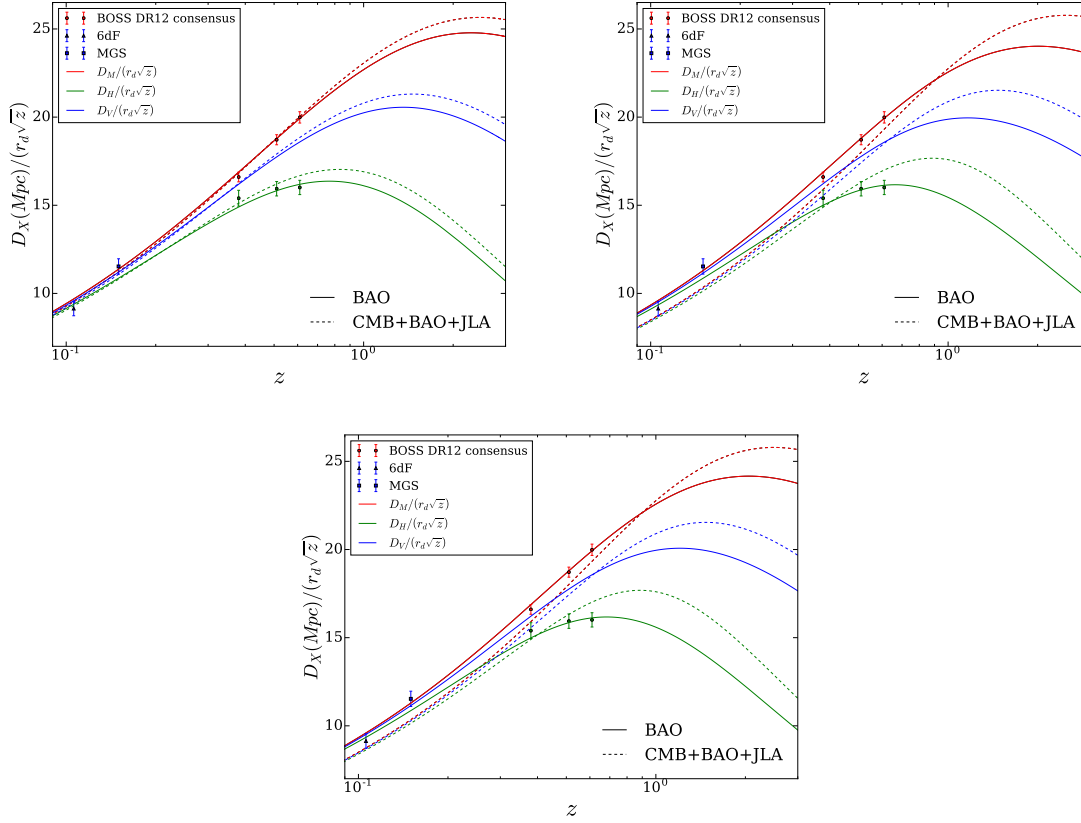 25
20
15
10
D_X(Mpc)/(r_d√z)
BOSS DR12 consensus
6dF
MGS
D_M/(r_d√z)
D_H/(r_d√z)
D_V/(r_d√z)
BAO
CMB+BAO+JLA
10^-1
10^0
z
25
20
15
10
D_X(Mpc)/(r_d√z)
BOSS DR12 consensus
6dF
MGS
D_M/(r_d√z)
D_H/(r_d√z)
D_V/(r_d√z)
BAO
CMB+BAO+JLA
10^-1
10^0
z
25
20
15
10
D_X(Mpc)/(r_d√z)
BOSS DR12 consensus
6dF
MGS
D_M/(r_d√z)
D_H/(r_d√z)
D_V/(r_d√z)
BAO
CMB+BAO+JLA
10^-1
10^0
z